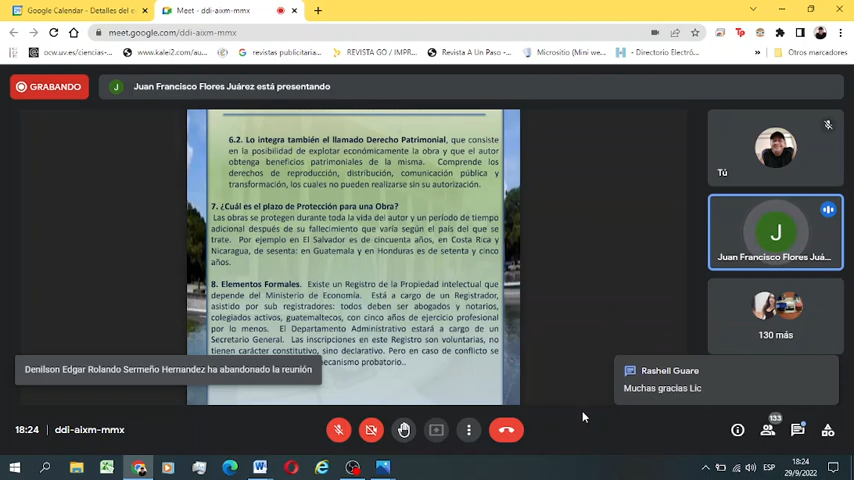 Google Calendar - Detalles del e
Meet - ddi-aixm-mmx
meet.google.com/ddi-aixm-mmx
ocw.uv.es/ciencias-...
www.kalei2.com/aud...
revistas publicitaria...
REVISTA GO / IMPR...
Revista A Un Paso -...
Micrositio (Mini web...
- Directorio Electró...
Otros marcadores
GRABANDO
Juan Francisco Flores Juárez está presentando
6.2. Lo integra también el llamado Derecho Patrimonial, que consiste
en la posibilidad de explotar económicamente la obra y que el autor
obtenga beneficios patrimoniales de la misma. Comprende los
derechos de reproducción, distribución, comunicación pública y
transformación, los cuales no pueden realizarse sin su autorización.
7. ¿Cuál es el plazo de Protección para una Obra?
Las obras se protegen durante toda la vida del autor y un período de tiempo
adicional después de su fallecimiento que varía según el país del que se
trate. Por ejemplo en El Salvador es de cincuenta años, en Costa Rica y
Nicaragua, de sesenta: en Guatemala y en Honduras es de setenta y cinco
años.
8. Elementos Formales. Existe un Registro de la Propiedad intelectual que
depende del Ministerio de Economía. Está a cargo de un Registrador,
asistido por sub registradores: todos deben ser abogados y notarios,
colegiados activos, guatemaltecos, con cinco años de ejercicio profesional
por lo menos. El Departamento Administrativo estará a cargo de un
Secretario General. Las inscripciones en este Registro son voluntarias, no
tienen carácter constitutivo, sino declarativo. Pero en caso de conflicto se
mecanismo probatorio..
Tú
J
Juan Francisco Flores Juá...
130 más
Denilson Edgar Rolando Sermeño Hernandez ha abandonado la reunión
Rashell Guare
Muchas gracias Lic
18:24
ddi-aixm-mmx
133
ESP
18:24
29/9/2022